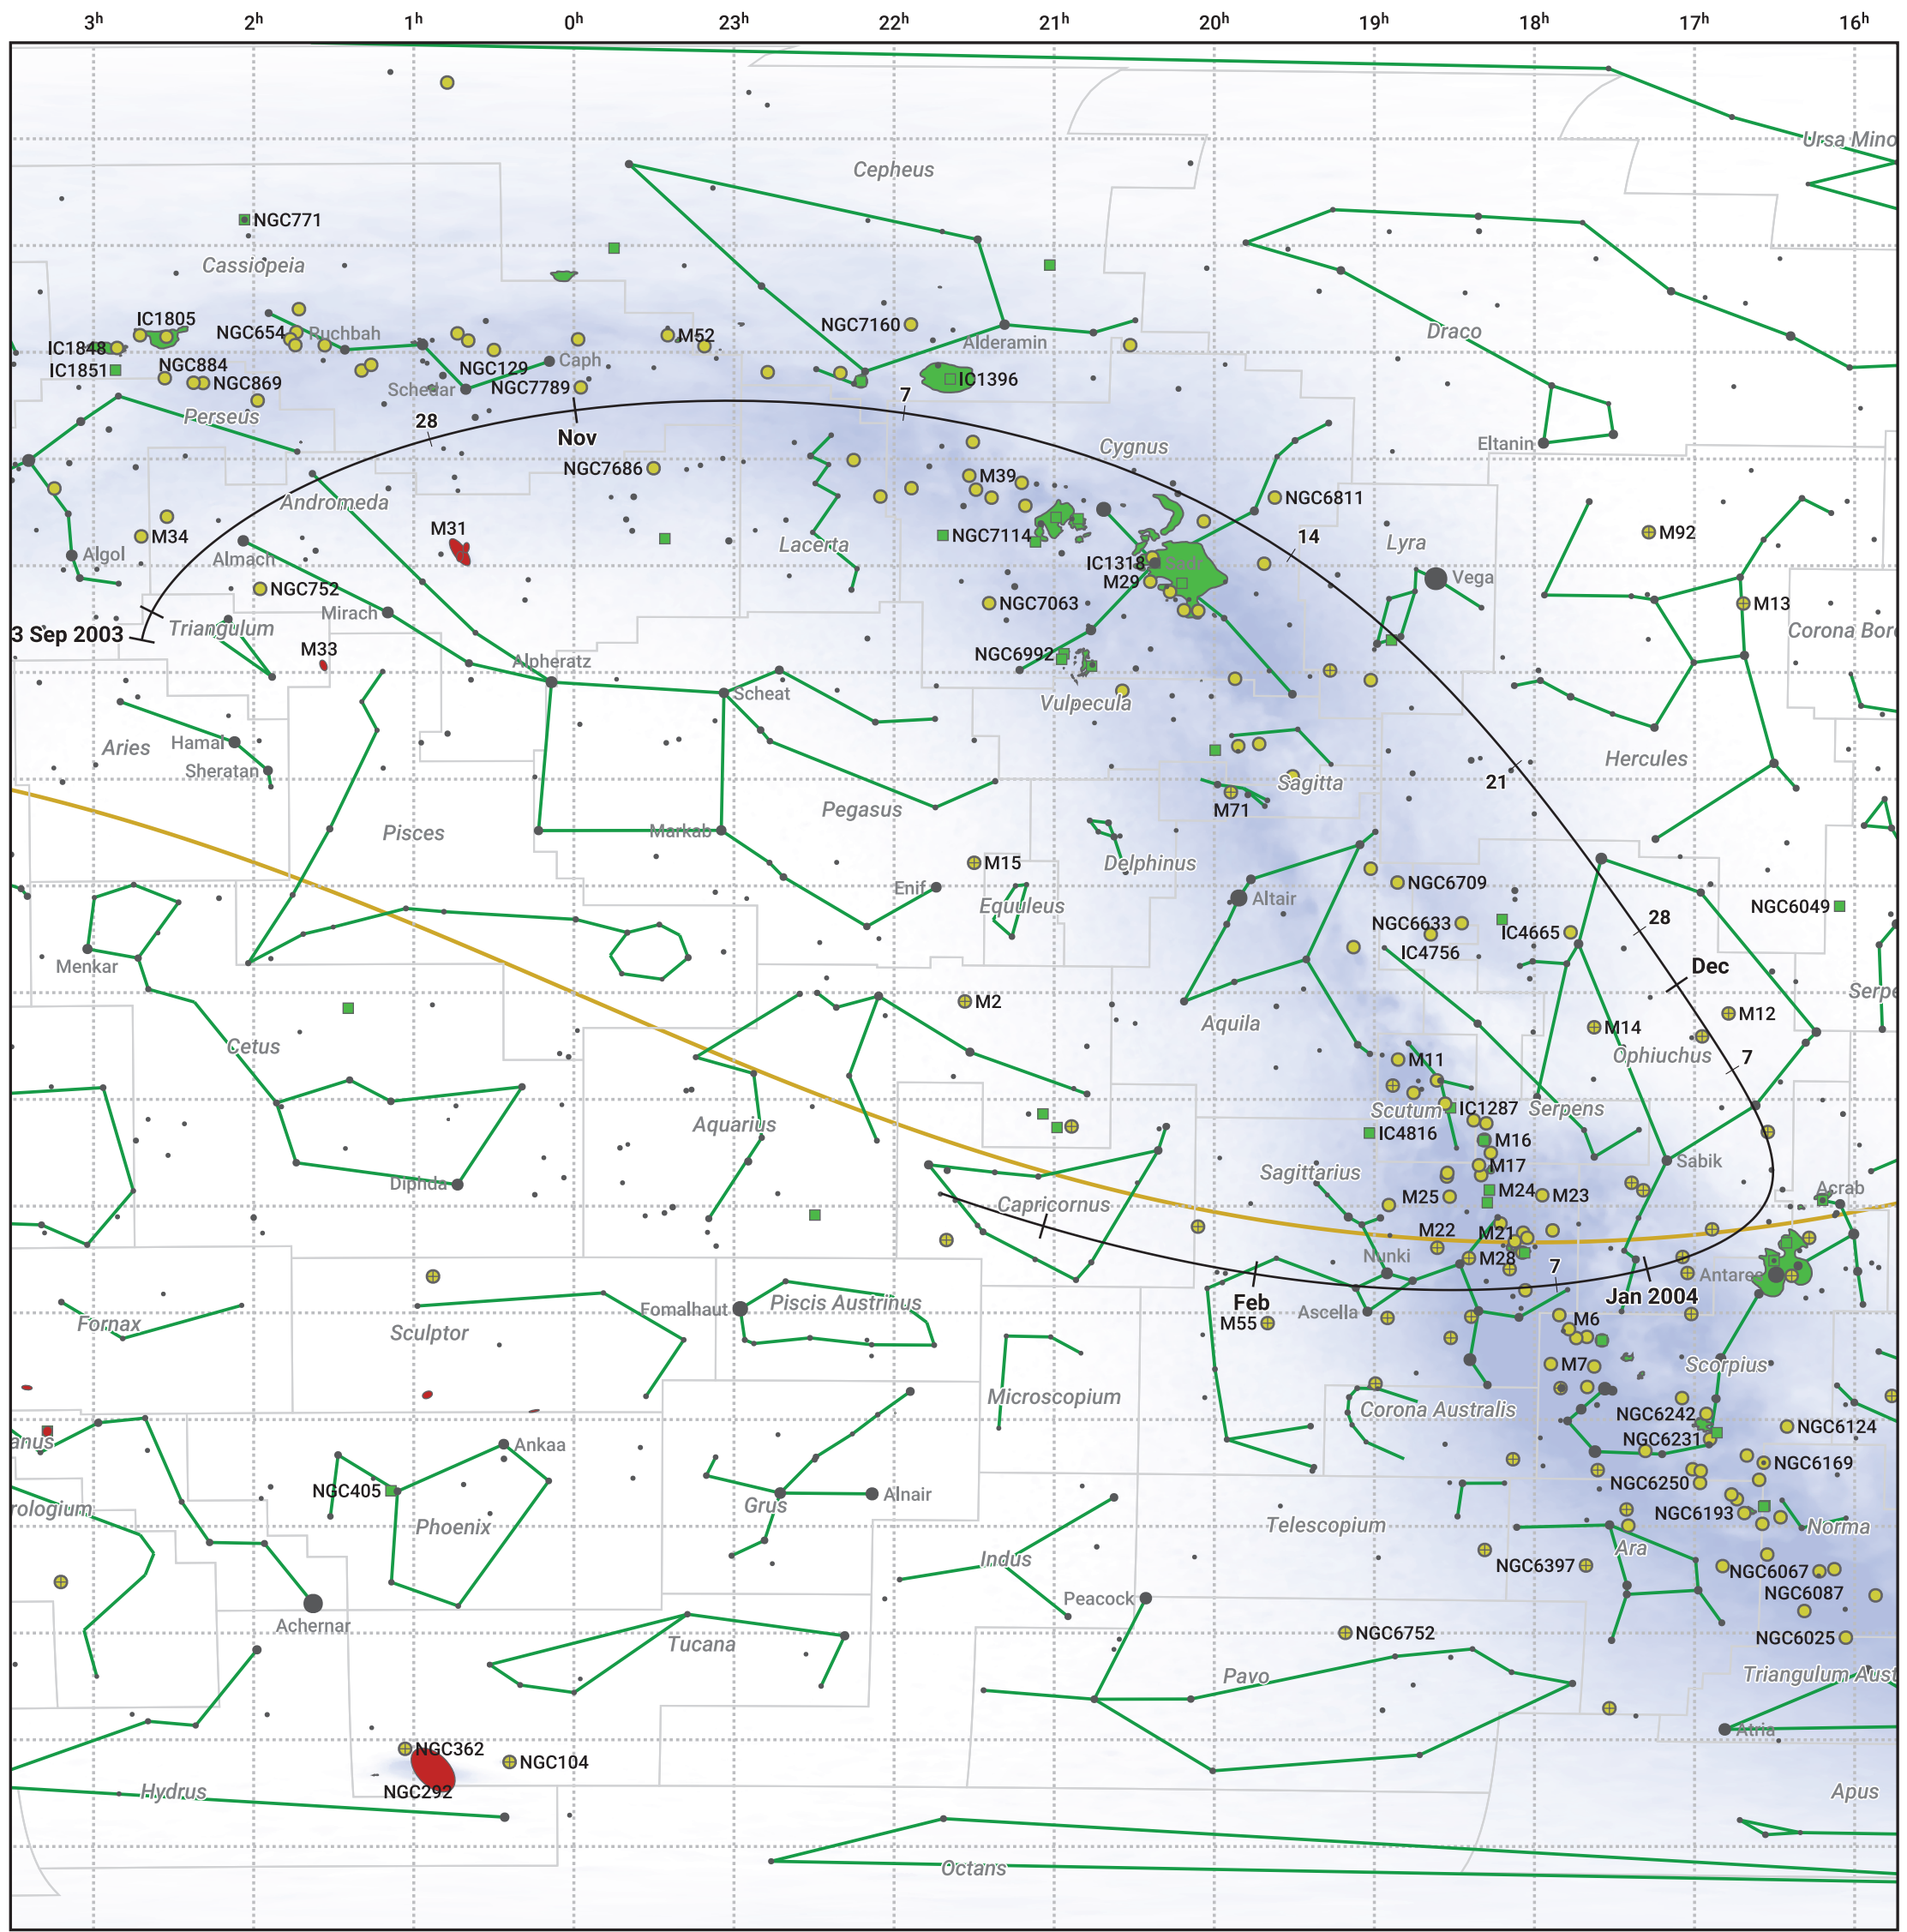 3h 2h 1h 0h 23h 22h 21h 20h 19h 18h 17h 16h
Ursa Mino
Cepheus
NGC771
Cassiopeia
IC1805
NGC654
Ruchbah
M52
NGC7160
Alderamin
Draco
IC1848
IC1851
NGC884
NGC869
NGC129
Caph
Schedar
NGC7789
IC1396
Perseus
28
Nov
7
Cygnus
Eltanin
NGC7686
M39
NGC6811
Andromeda
M34
M31
Algol
Almach
Lacerta
NGC7114
IC1318
Sadr
M29
14
Lyra
M92
Vega
NGC752
Mirach
NGC7063
M13
3 Sep 2003
Triangulum
M33
Corona Bor
Alpheratz
NGC6992
Scheat
Vulpecula
Aries
Hamal
Sheratan
Hercules
Sagitta
21
M71
Pisces
Pegasus
Markab
M15
Delphinus
Enif
Equuleus
Altair
NGC6709
NGC6633
IC4756
IC4665
NGC6049
28
Menkar
Dec
M2
Serpe
Aquila
M14
M12
Cetus
M11
Ophiuchus
7
Aquarius
Scutum
IC1287
Serpens
IC4816
M16
M17
Sabik
Diphda
Sagittarius
M24
M25
M23
Acrab
Capricornus
M22
M21
M28
Nunki
7
Antares
Jan 2004
Feb
Ascella
Fornax
Sculptor
Fomalhaut
Piscis Austrinus
M55
M6
M7
Scorpius
Microscopium
Corona Australis
NGC6242
NGC6124
anus
Ankaa
NGC6231
NGC6169
NGC405
Grus
Alnair
NGC6250
rologium
Phoenix
Telescopium
NGC6193
Norma
Indus
Ara
NGC6397
NGC6067
Peacock
NGC6087
Achernar
Tucana
NGC6752
NGC6025
Pavo
Triangulum Aust
Atria
NGC362
NGC104
NGC292
Hydrus
Apus
Octans